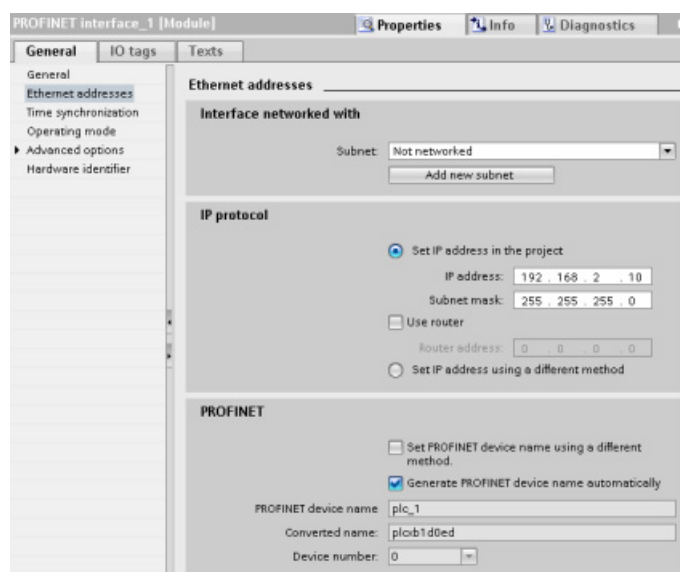 PROFINET interface_1 [Module]
Properties
Info
Diagnostics
General
IO tags
Texts
General
Ethernet addresses
Time synchronization
Operating mode
Advanced options
Hardware identifier
Ethernet addresses
Interface networked with
Subnet: Not networked
Add new subnet
IP protocol
Set IP address in the project
IP address: 192 . 168 . 2 . 10
Subnet mask: 255 . 255 . 255 . 0
Use router
Router address: 0 . 0 . 0 . 0
Set IP address using a different method
PROFINET
Set PROFINET device name using a different
method.
Generate PROFINET device name automatically
PROFINET device name plc_1
Converted name: plcxb1d0ed
Device number: 0